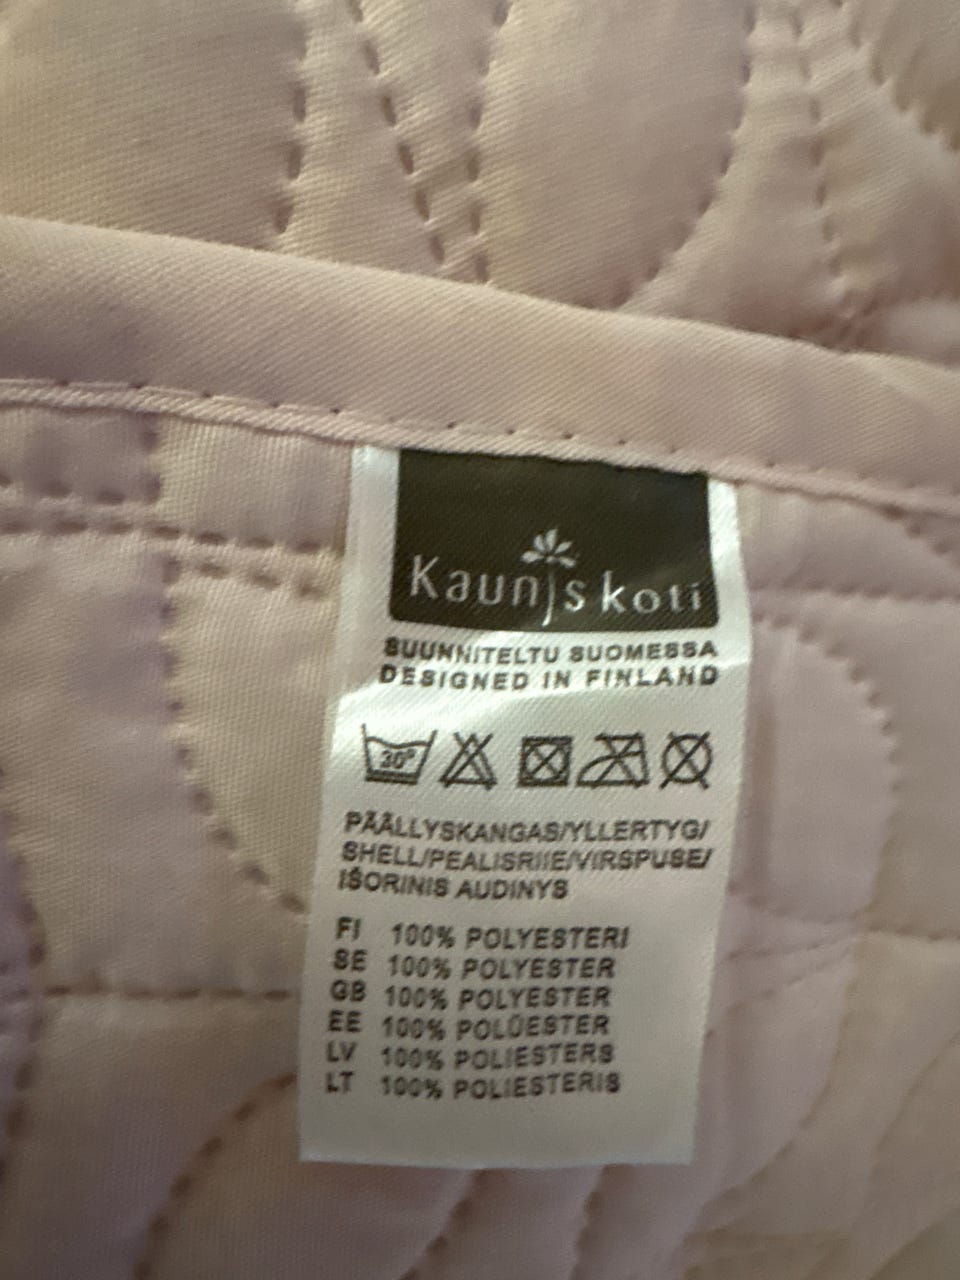 Kaunis koti
SUUNNITELTU SUOMESSA
DESIGNED IN FINLAND
30°
PÄÄLLYSKANGAS/YLLERTYG/
SHELL/PEALISRIIE/VIRSPUSE/
IŠORINIS AUDINYS
FI 100% POLYESTERI
SE 100% POLYESTER
GB 100% POLYESTER
EE 100% POLÜESTER
LV 100% POLIESTERS
LT 100% POLIESTERIS